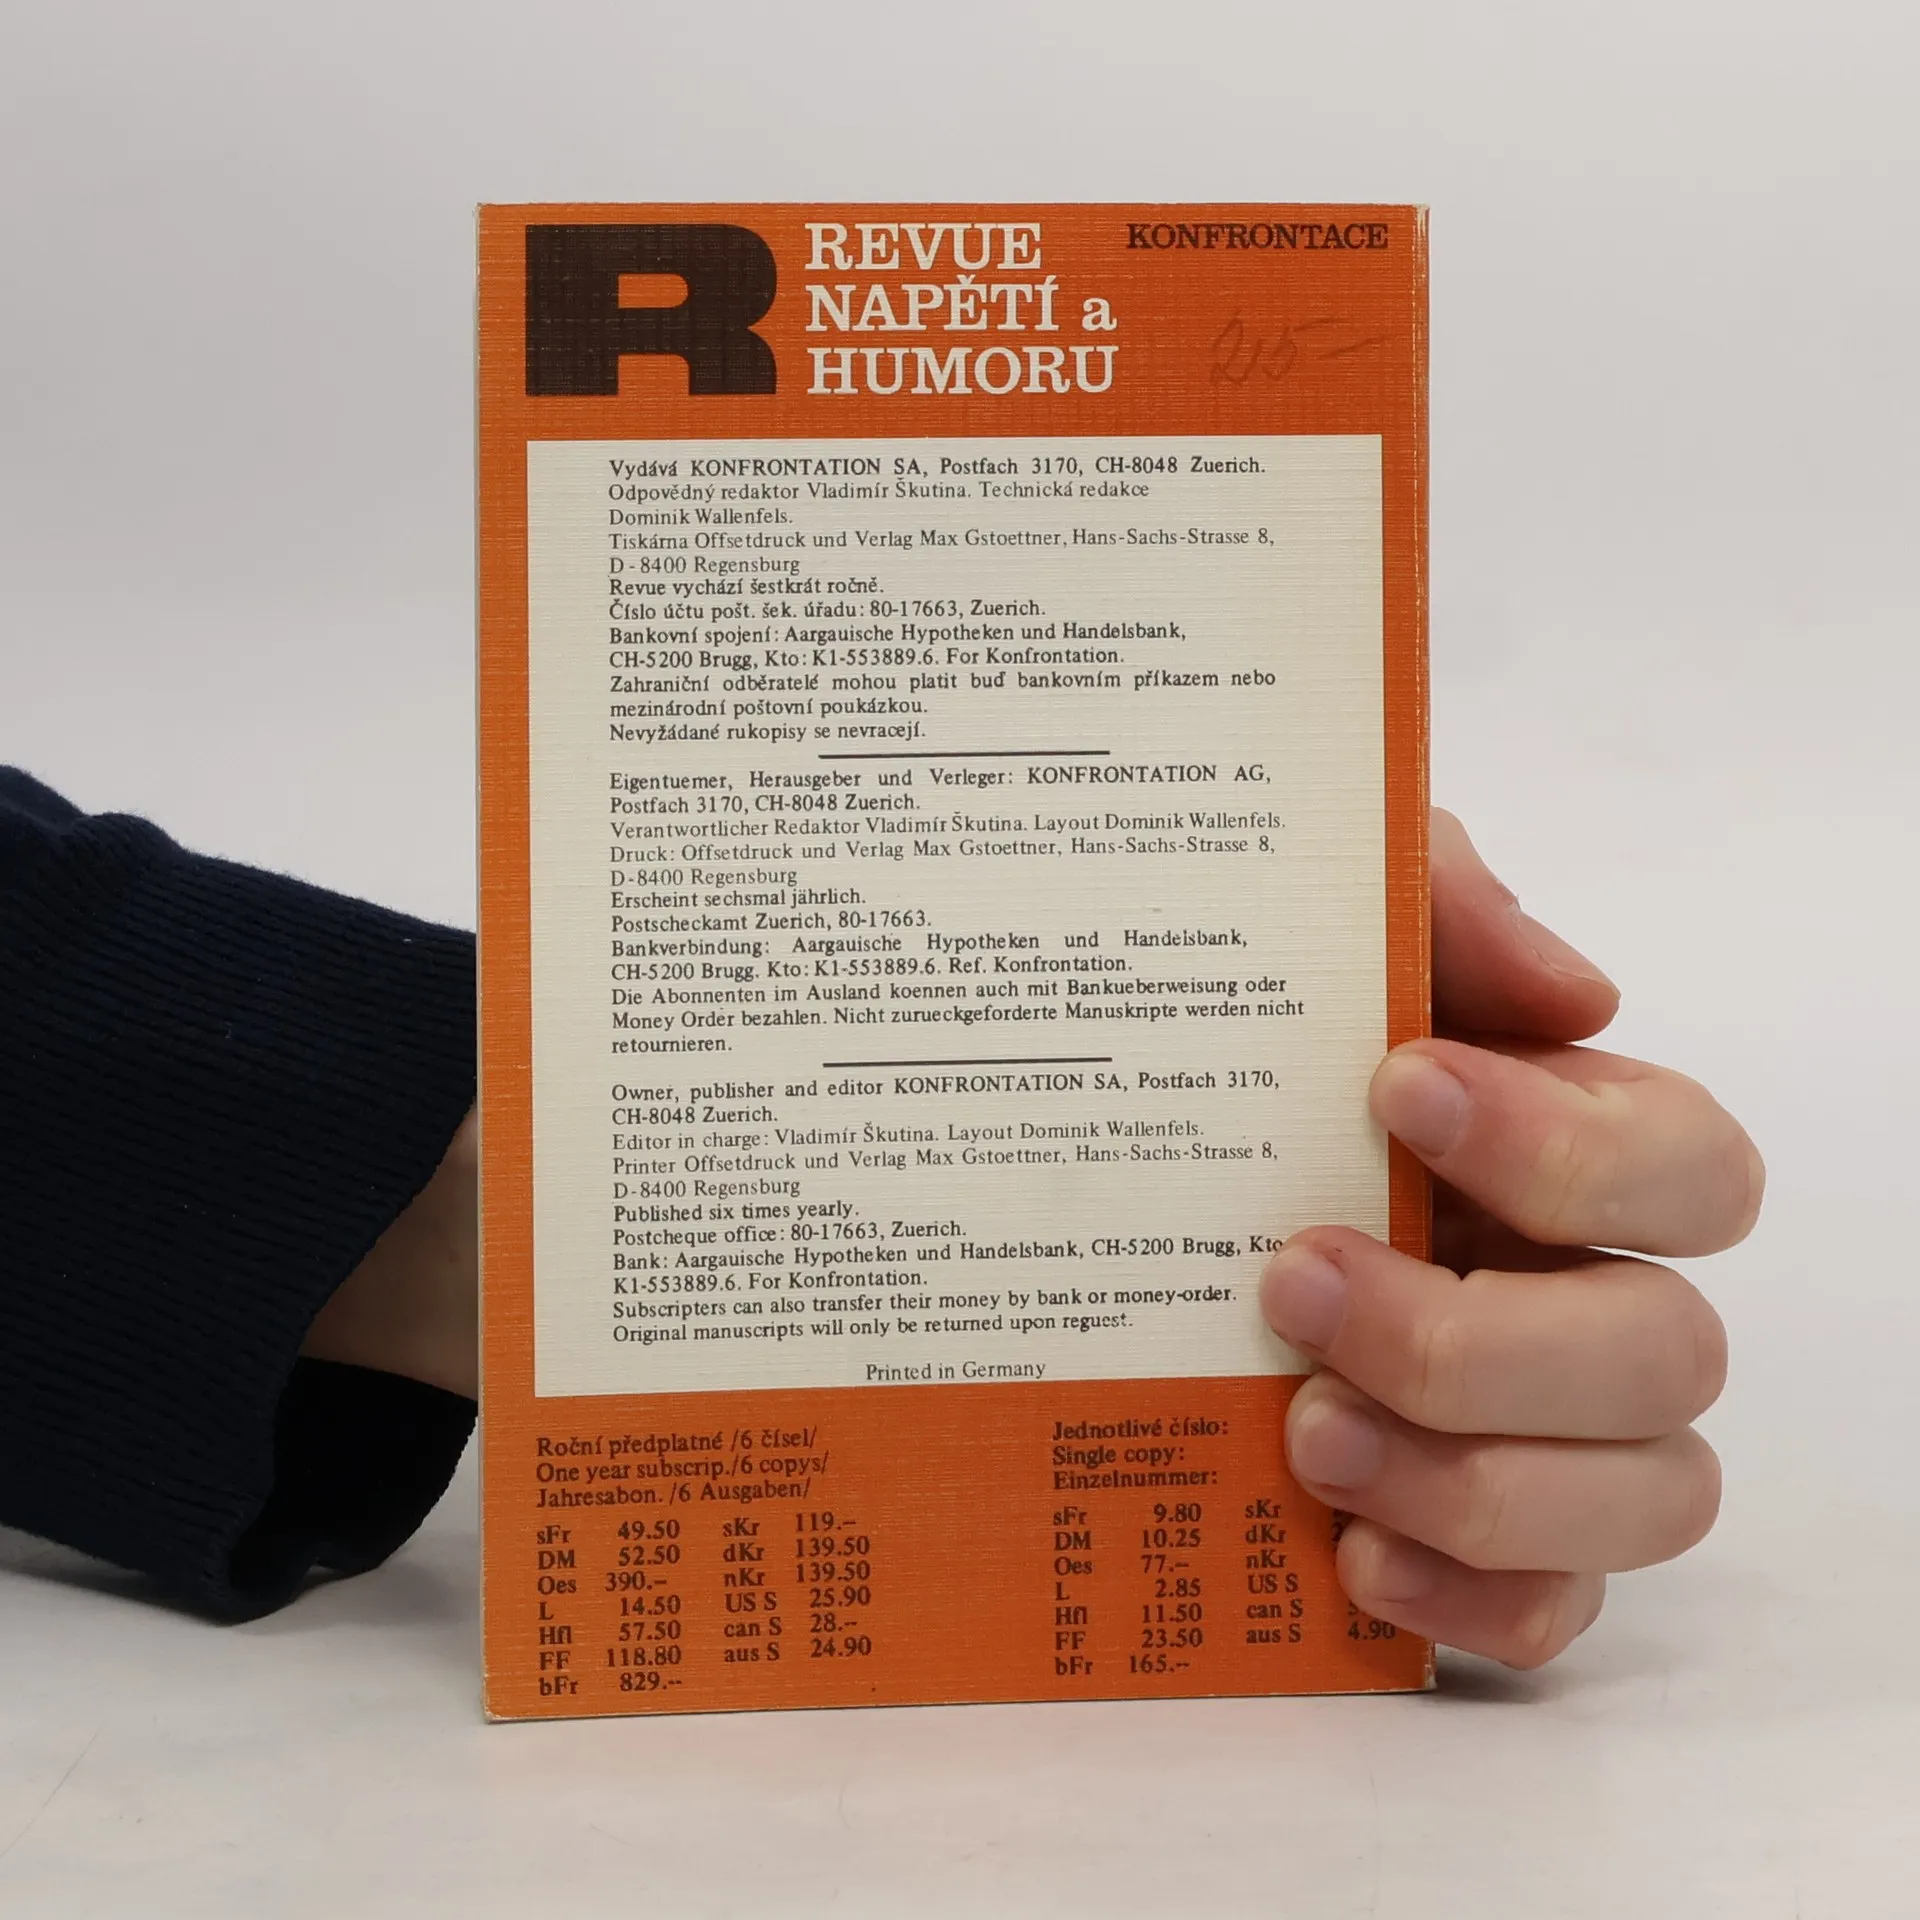 R
REVUE
NAPĚTÍ a
HUMORU
KONFRONTACE
Vydává KONFRONTATION SA, Postfach 3170, CH-8048 Zuerich.
Odpovědný redaktor Vladimír Škutina. Technická redakce
Dominik Wallenfels.
Tiskárna Offsetdruck und Verlag Max Gstoettner, Hans-Sachs-Strasse 8,
D-8400 Regensburg
Revue vychází šestkrát ročně.
Číslo účtu pošt. šek. úřadu: 80-17663, Zuerich.
Bankovní spojení: Aargauische Hypotheken und Handelsbank,
CH-5200 Brugg, Kto: K1-553889.6. For Konfrontation.
Zahraniční odběratelé mohou platit buď bankovním příkazem nebo
mezinárodní poštovní poukázkou.
Nevyžádané rukopisy se nevracejí.
Eigentuemer, Herausgeber und Verleger: KONFRONTATION AG,
Postfach 3170, CH-8048 Zuerich.
Verantwortlicher Redaktor Vladimír Škutina. Layout Dominik Wallenfels.
Druck: Offsetdruck und Verlag Max Gstoettner, Hans-Sachs-Strasse 8,
D-8400 Regensburg
Erscheint sechsmal jährlich.
Postscheckamt Zuerich, 80-17663.
Bankverbindung: Aargauische Hypotheken und Handelsbank,
CH-5200 Brugg. Kto: K1-553889.6. Ref. Konfrontation.
Die Abonnenten im Ausland koennen auch mit Bankueberweisung oder
Money Order bezahlen. Nicht zurueckgeforderte Manuskripte werden nicht
retournieren.
Owner, publisher and editor KONFRONTATION SA, Postfach 3170,
CH-8048 Zuerich.
Editor in charge: Vladimír Škutina. Layout Dominik Wallenfels.
Printer Offsetdruck und Verlag Max Gstoettner, Hans-Sachs-Strasse 8,
D-8400 Regensburg
Published six times yearly.
Postcheque office: 80-17663, Zuerich.
Bank: Aargauische Hypotheken und Handelsbank, CH-5200 Brugg, Kto
K1-553889.6. For Konfrontation.
Subscripters can also transfer their money by bank or money-order.
Original manuscripts will only be returned upon reguest.
Printed in Germany
Roční předplatné /6 čísel/
One year subscrip./6 copys/
Jahresabon. /6 Ausgaben/
sFr 49.50 sKr 119.--
DM 52.50 dKr 139.50
Oes 390.-- nKr 139.50
L 14.50 US S 25.90
Hfl 57.50 can S 28.--
FF 118.80 aus S 24.90
bFr 829.--
Jednotlivé číslo:
Single copy:
Einzelnummer:
sFr 9.80 sKr
DM 10.25 dKr
Oes 77.-- nKr
L 2.85 US S
Hfl 11.50 can S
FF 23.50 aus S 4.90
bFr 165.--